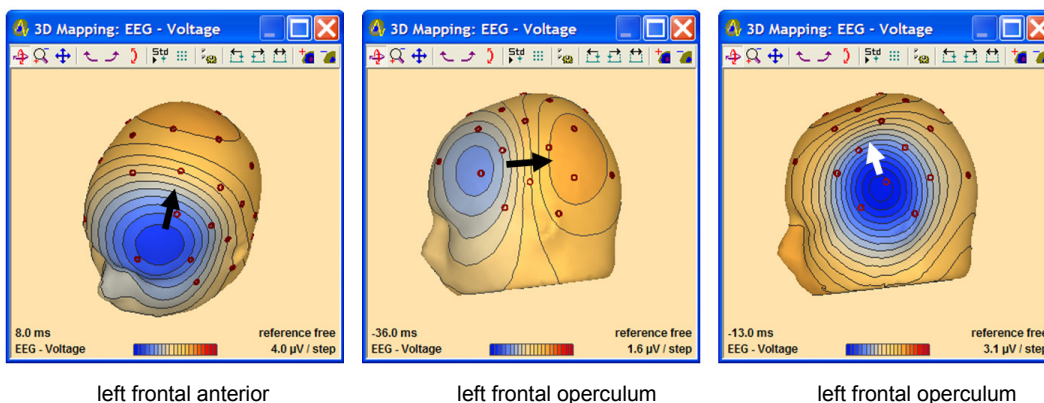 3D Mapping: EEG - Voltage
Std
8.0 ms
reference free
EEG - Voltage
4.0 µV / step
left frontal anterior
3D Mapping: EEG - Voltage
Std
-36.0 ms
reference free
EEG - Voltage
1.6 µV / step
left frontal operculum
3D Mapping: EEG - Voltage
Std
-13.0 ms
reference free
EEG - Voltage
3.1 µV / step
left frontal operculum